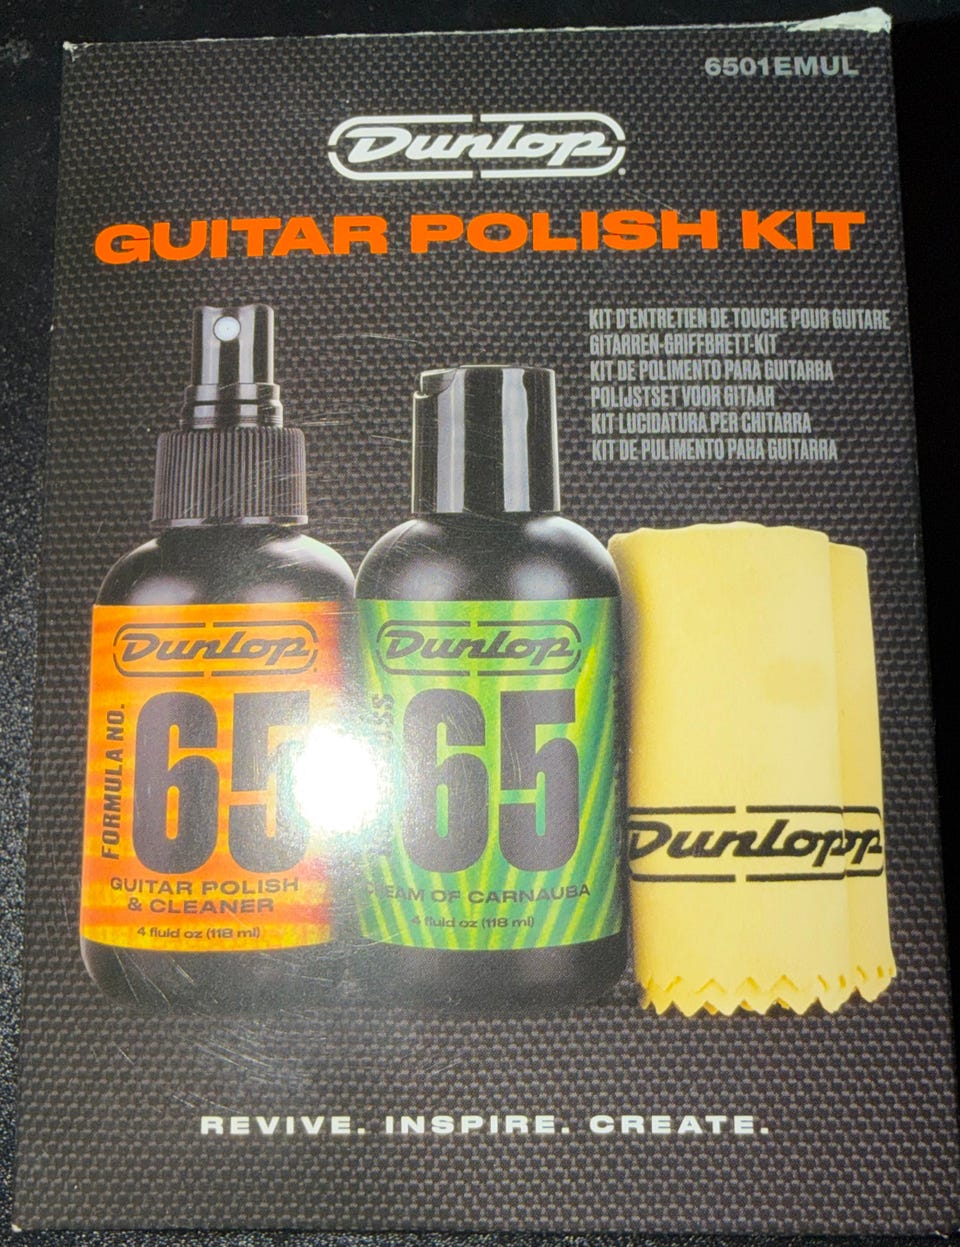 6501EMUL
Dunlop
GUITAR POLISH KIT
KIT D'ENTRETIEN DE TOUCHE POUR GUITARE
GITARREN-GRIFFBRETT-KIT
KIT DE POLIMENTO PARA GUITARRA
POLIJSTSET VOOR GITAAR
KIT LUCIDATURA PER CHITARRA
KIT DE PULIMENTO PARA GUITARRA
Dunlop
FORMULA NO.
65
GUITAR POLISH
& CLEANER
4 fluid oz (118 ml)
Dunlop
65
OF CARNAUBA
4 fluid oz (118 ml)
Dunlop
REVIVE. INSPIRE. CREATE.